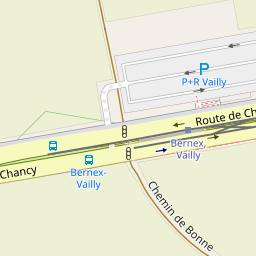 P+R Vailly
Route de Ch
Bernex,
Vailly
Chancy
Bernex-
Vailly
Chemin de Bonne